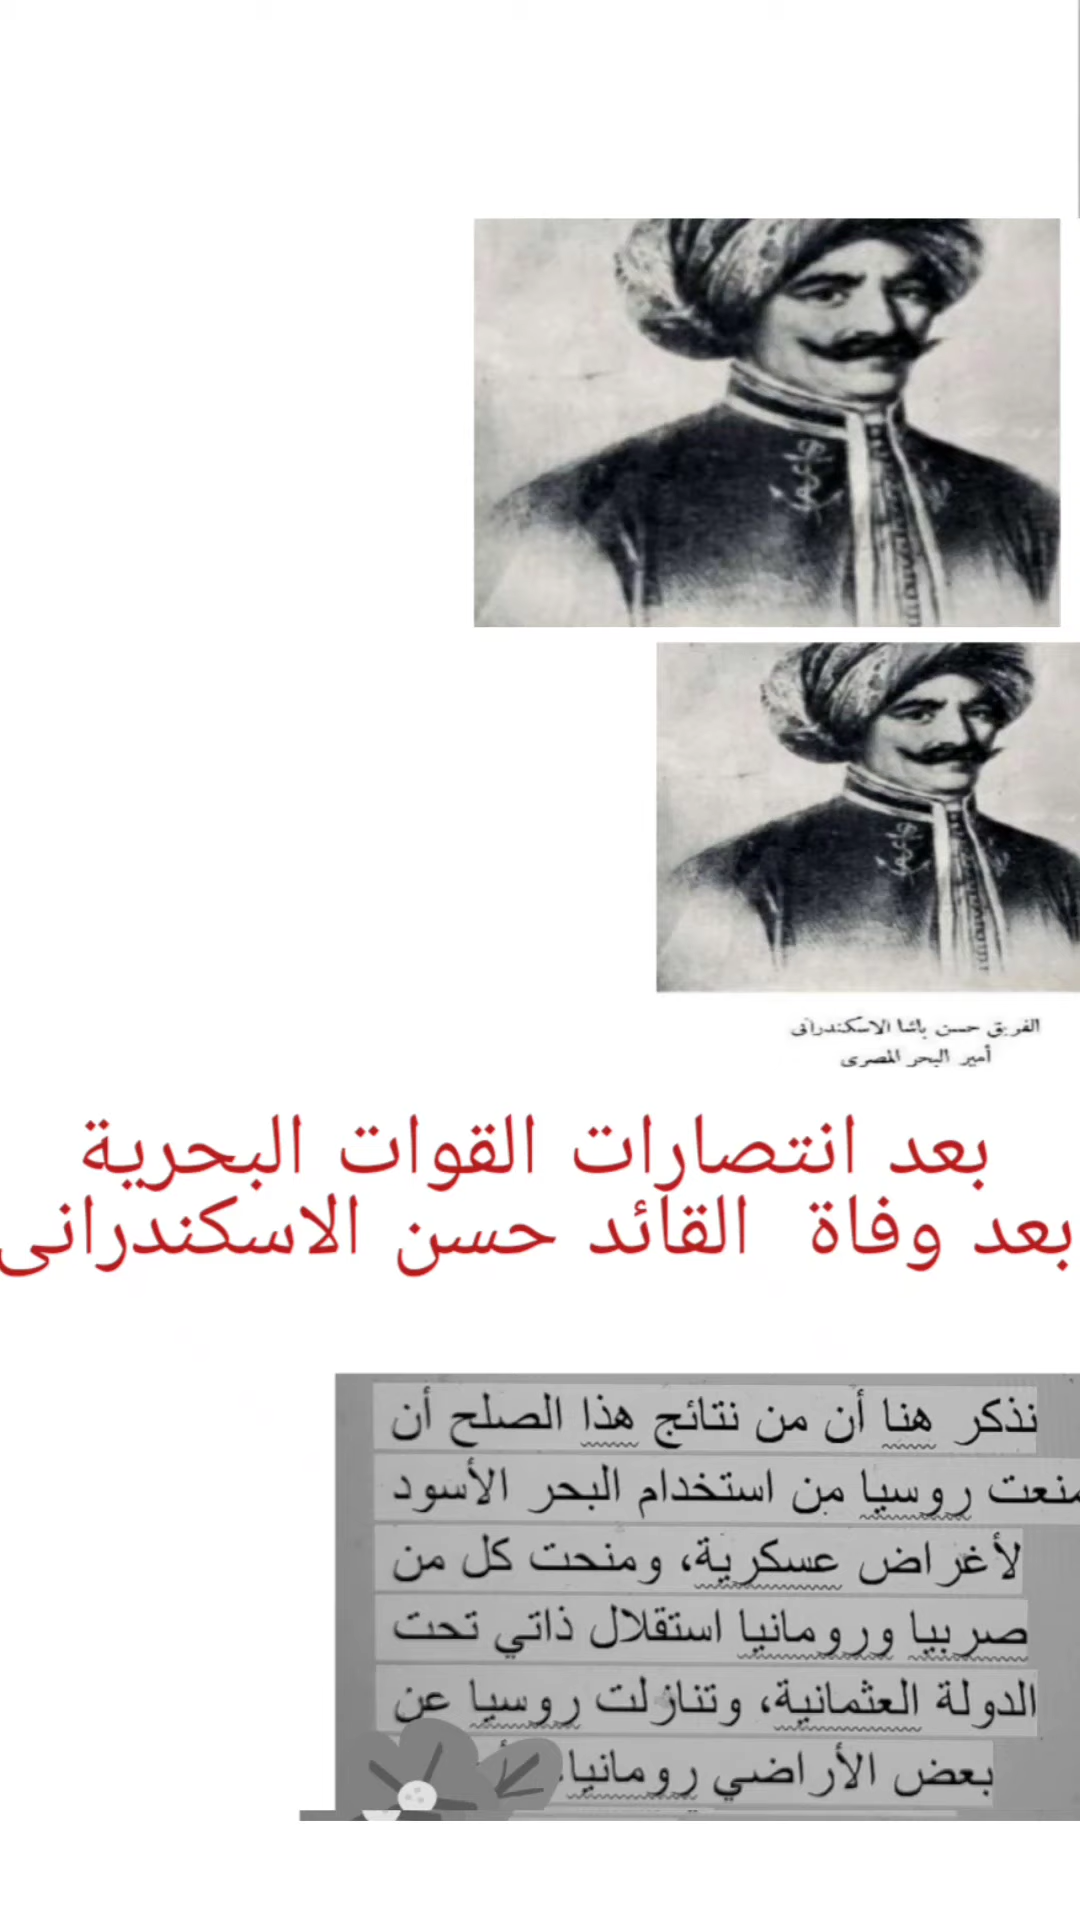 الفريق حسن باشا الاسكندرانى
أمير البحر المصرى
بعد انتصارات القوات البحرية
بعد وفاة القائد حسن الاسكندرانى
نذكر هنا أن من نتائج هذا الصلح أن
منعت روسيا من استخدام البحر الأسود
لأغراض عسكرية، ومنحت كل من
صربيا ورومانيا استقلال ذاتي تحت
الدولة العثمانية، وتنازلت روسيا عن
بعض الأراضي رومانيا